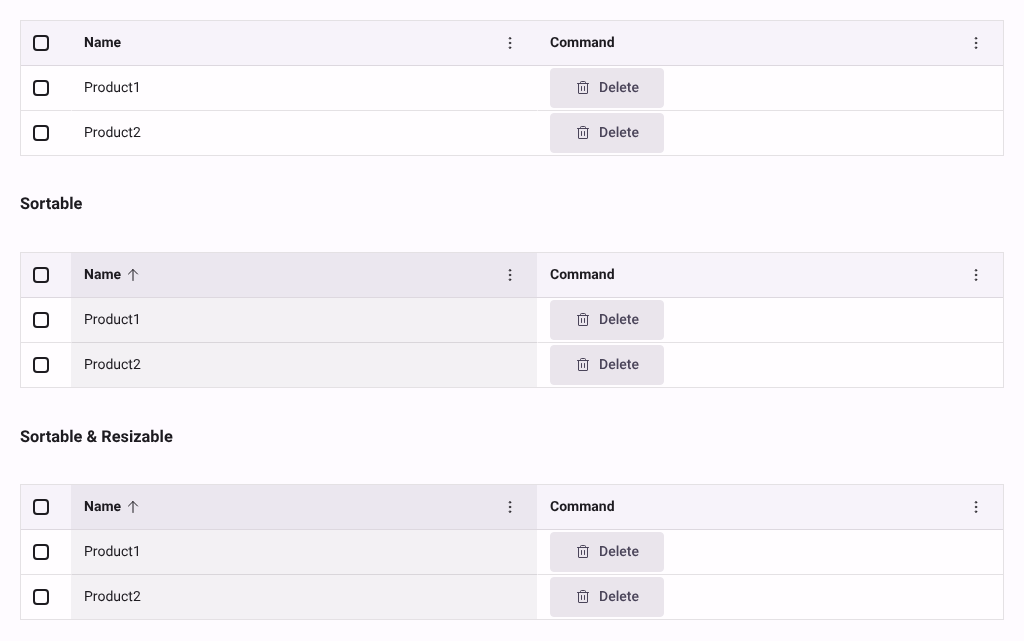 Name Command
Product1 Delete
Product2 Delete
Sortable
Name Command
Product1 Delete
Product2 Delete
Sortable & Resizable
Name Command
Product1 Delete
Product2 Delete